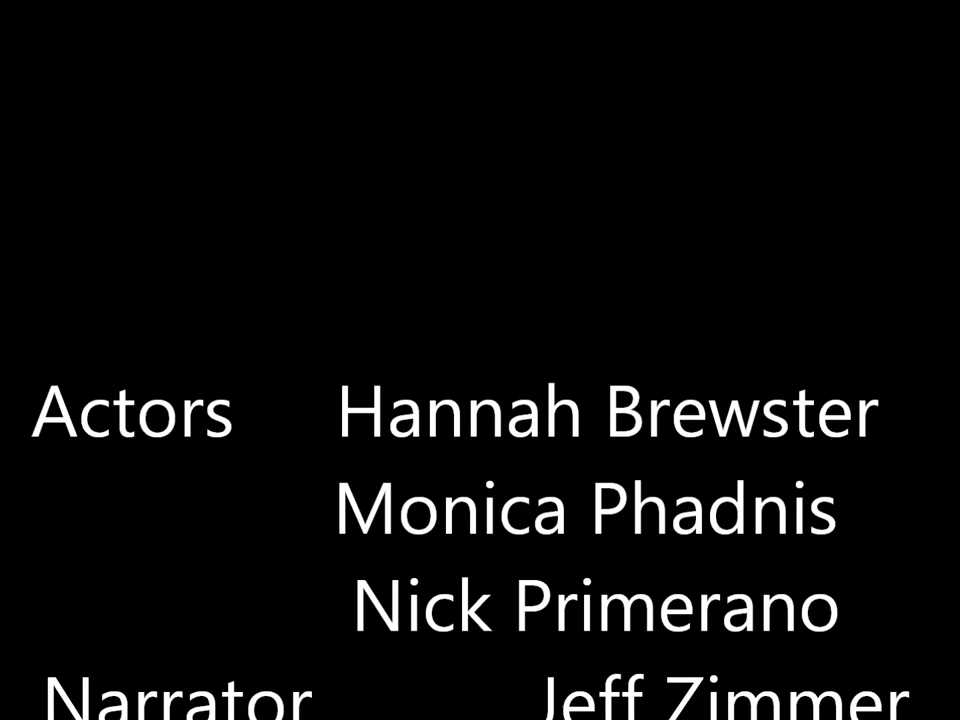 Actors Hannah Brewster
Monica Phadnis
Nick Primerano
Narrator Jeff Zimmer